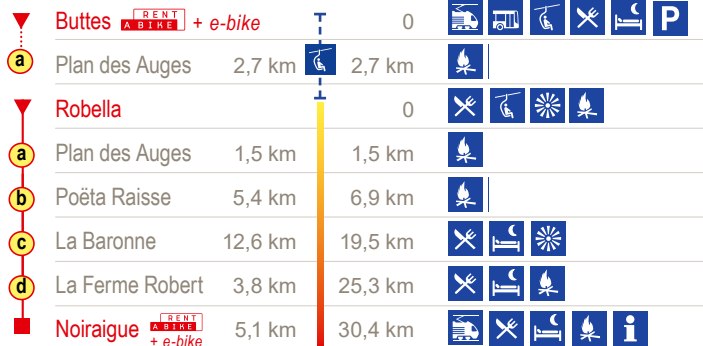 Buttes RENT A BIKE + e-bike 0 P
a Plan des Auges 2,7 km 2,7 km
Robella 0
a Plan des Auges 1,5 km 1,5 km
b Poëta Raisse 5,4 km 6,9 km
c La Baronne 12,6 km 19,5 km
d La Ferme Robert 3,8 km 25,3 km
Noiraigue RENT A BIKE + e-bike 5,1 km 30,4 km i